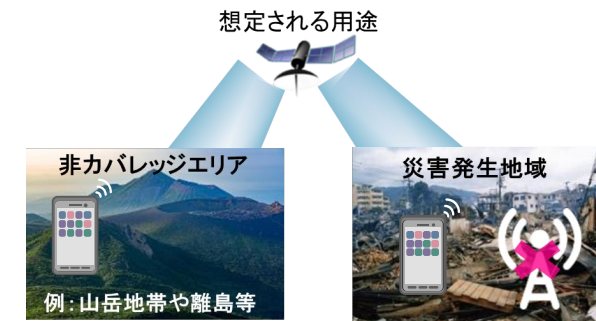 想定される用途
非カバレッジエリア
災害発生地域
例：山岳地帯や離島等